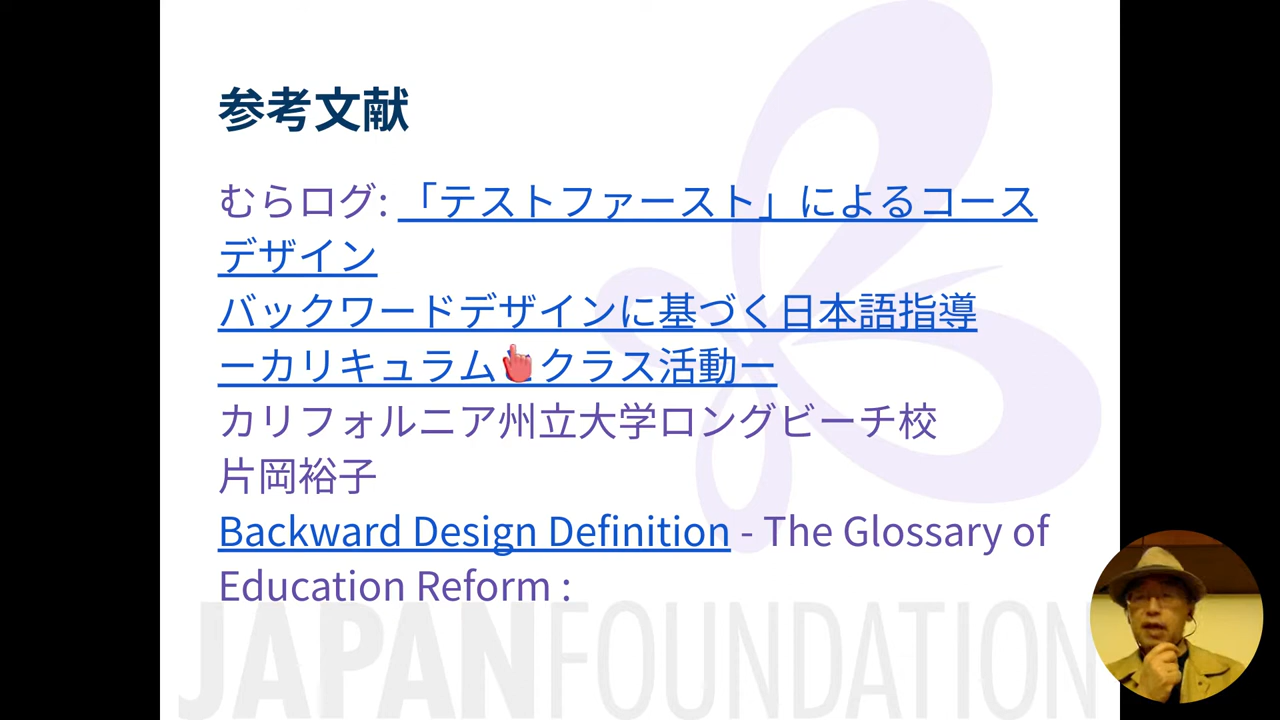 参考文献
むらログ: 「テストファースト」によるコース
デザイン
バックワードデザインに基づく日本語指導
ーカリキュラム クラス活動ー
カリフォルニア州立大学ロングビーチ校
片岡裕子
Backward Design Definition - The Glossary of
Education Reform :
JAPANFOUNDATION